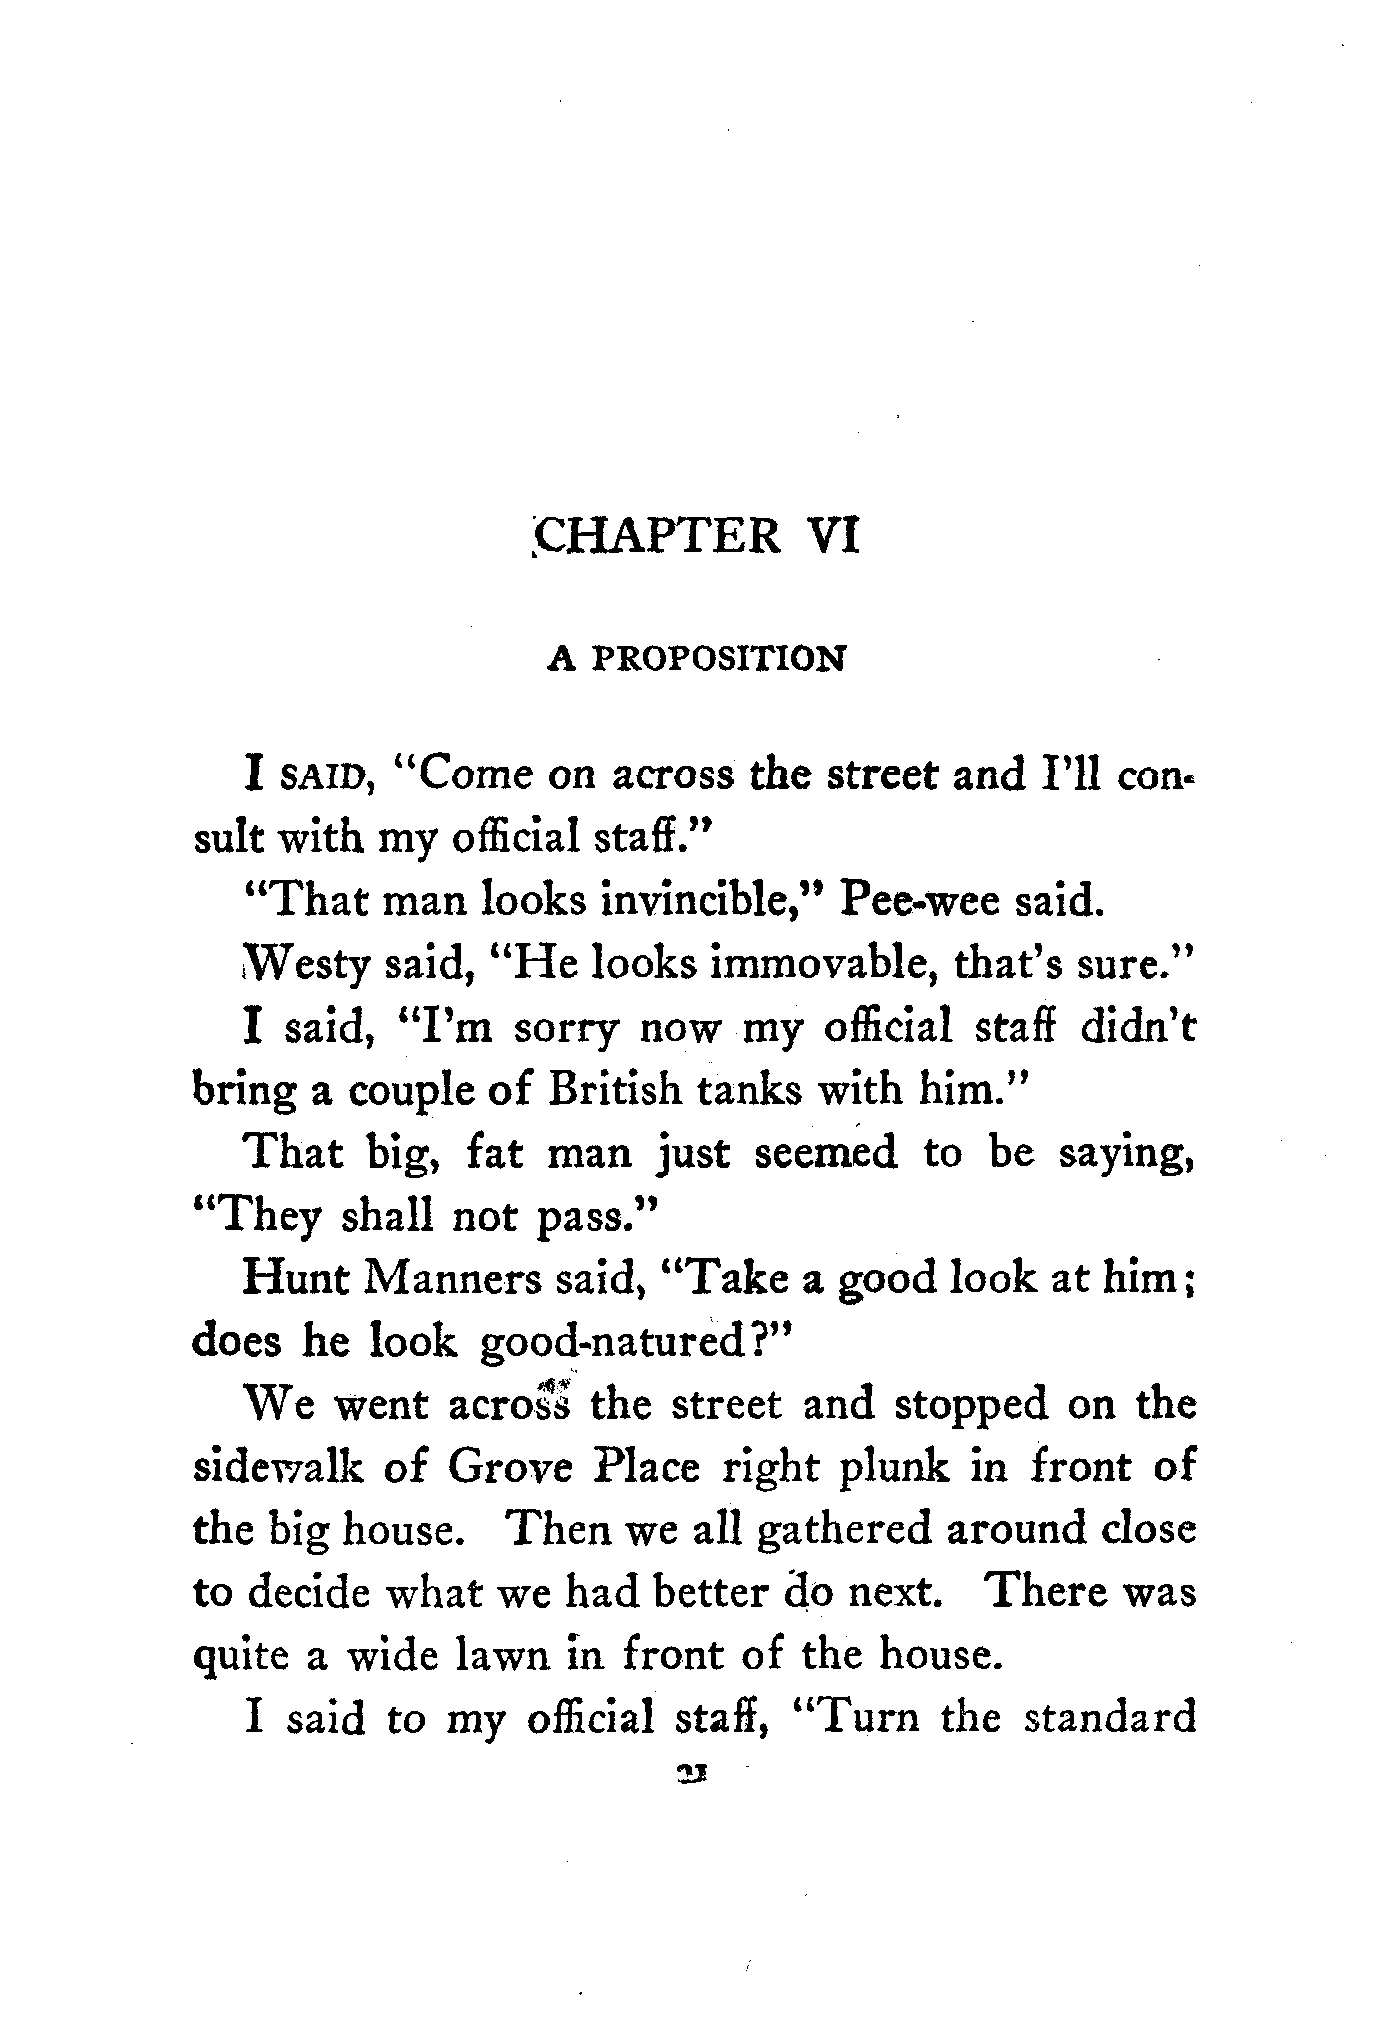 CHAPTER VI
A PROPOSITION
I SAID, “Come on across the street and I’ll con-
sult with my official staff.”
“That man looks invincible,” Pee-wee said.
Westy said, “He looks immovable, that’s sure.”
I said, “I’m sorry now my official staff didn’t
bring a couple of British tanks with him.”
That big, fat man just seemed to be saying,
“They shall not pass.”
Hunt Manners said, “Take a good look at him;
does he look good-natured?”
We went across the street and stopped on the
sidewalk of Grove Place right plunk in front of
the big house. Then we all gathered around close
to decide what we had better do next. There was
quite a wide lawn in front of the house.
I said to my official staff, “Turn the standard
21